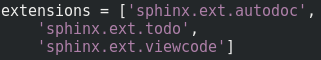 extensions = ['sphinx.ext.autodoc',
    'sphinx.ext.todo',
    'sphinx.ext.viewcode']